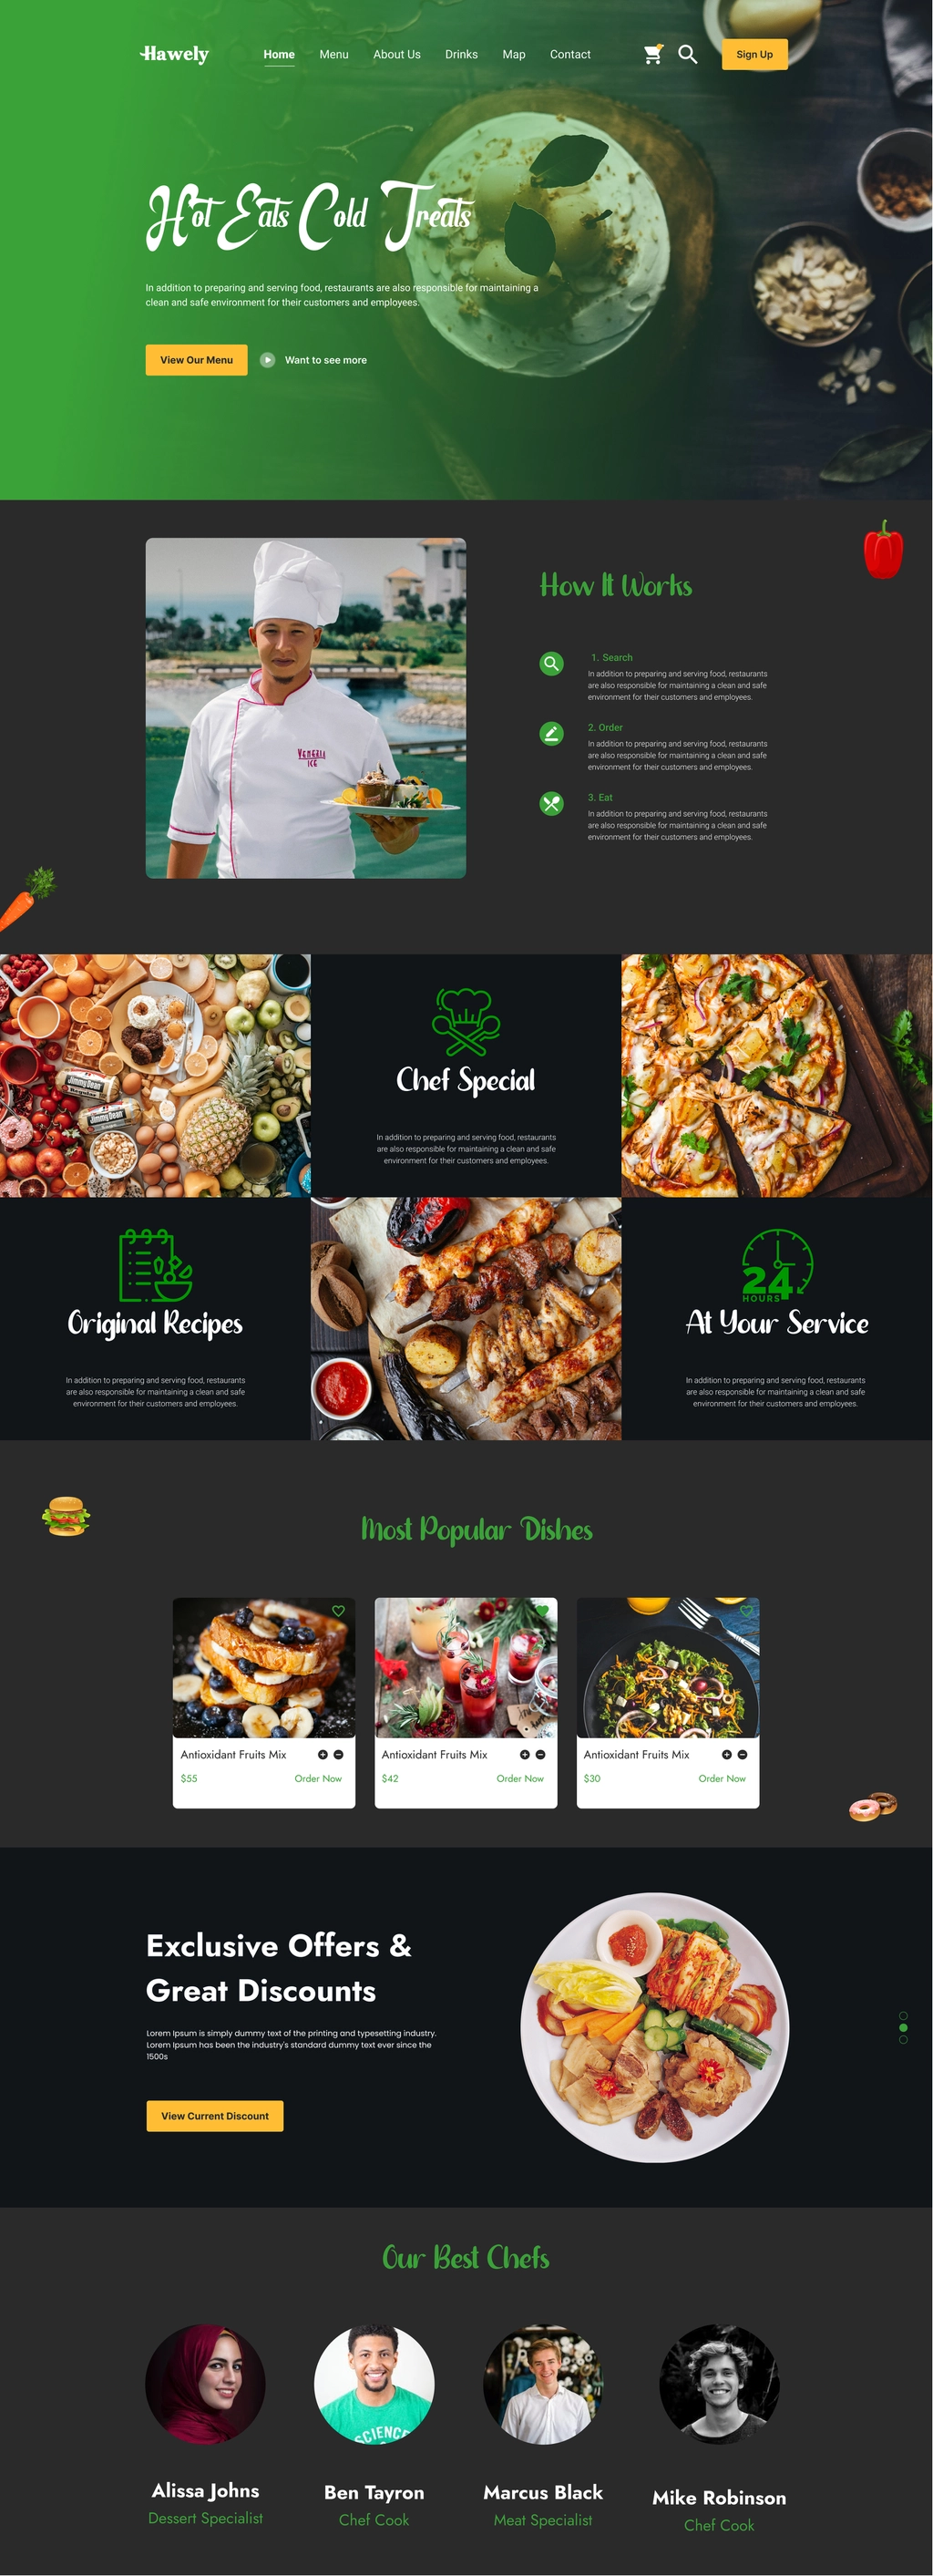 Hawely
Home Menu About Us Drinks Map Contact
Sign Up
Hot Eats Cold Treats
In addition to preparing and serving food, restaurants are also responsible for maintaining a
clean and safe environment for their customers and employees.
View Our Menu
Want to see more
VENEZIA
ICE
How It Works
1. Search
In addition to preparing and serving food, restaurants
are also responsible for maintaining a clean and safe
environment for their customers and employees.
2. Order
In addition to preparing and serving food, restaurants
are also responsible for maintaining a clean and safe
environment for their customers and employees.
3. Eat
In addition to preparing and serving food, restaurants
are also responsible for maintaining a clean and safe
environment for their customers and employees.
Jimmy Dean
Jimmy Dean
Chef Special
In addition to preparing and serving food, restaurants
are also responsible for maintaining a clean and safe
environment for their customers and employees.
Original Recipes
In addition to preparing and serving food, restaurants
are also responsible for maintaining a clean and safe
environment for their customers and employees.
24
HOURS
At Your Service
In addition to preparing and serving food, restaurants
are also responsible for maintaining a clean and safe
environment for their customers and employees.
Most Popular Dishes
Antioxidant Fruits Mix
$55 Order Now
Antioxidant Fruits Mix
$42 Order Now
Antioxidant Fruits Mix
$30 Order Now
Exclusive Offers &
Great Discounts
Lorem Ipsum is simply dummy text of the printing and typesetting industry.
Lorem Ipsum has been the industry's standard dummy text ever since the
1500s
View Current Discount
Our Best Chefs
SCIENCE
Alissa Johns
Dessert Specialist
Ben Tayron
Chef Cook
Marcus Black
Meat Specialist
Mike Robinson
Chef Cook